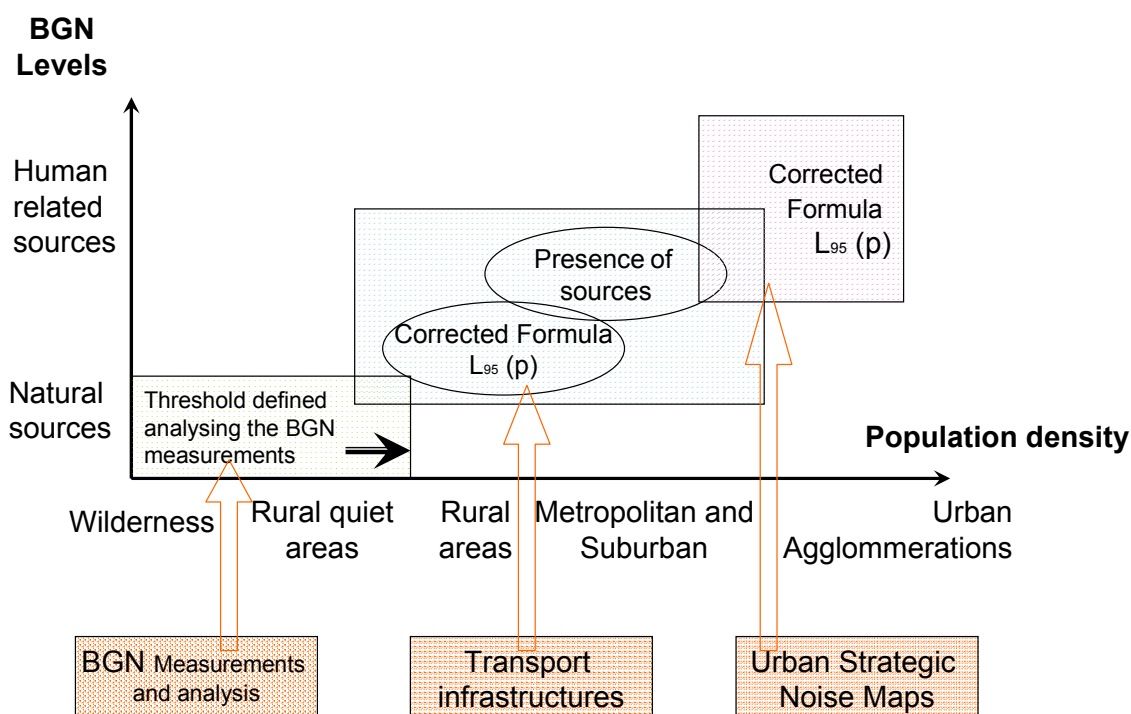 BGN
Levels
Human
related
sources
Natural
sources
Corrected
Formula
L95 (p)
Presence of
sources
Corrected Formula
L95 (p)
Threshold defined
analysing the BGN
measurements
Population density
Wilderness
Rural quiet
areas
Rural
areas
Metropolitan and
Suburban
Urban
Agglommerations
BGN Measurements
and analysis
Transport
infrastructures
Urban Strategic
Noise Maps